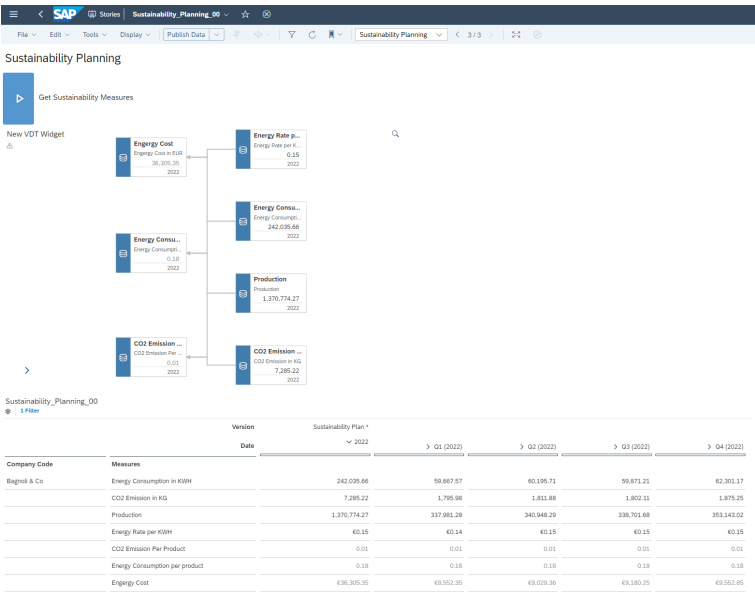 SAP Stories Sustainability_Planning_00
File Edit Tools Display Publish Data Sustainability Planning 3 / 3
Sustainability Planning
Get Sustainability Measures
New VDT Widget
Engergy Cost
Engergy Cost in EUR
36,305.35
2022
Energy Rate p...
Energy Rate per K...
0.15
2022
Energy Consu...
Energy Consumpti...
242,035.66
2022
Energy Consu...
Energy Consumpti...
0.18
2022
Production
Production
1,370,774.27
2022
CO2 Emission ...
CO2 Emission Per ...
0.01
2022
CO2 Emission ...
CO2 Emission in KG
7,285.22
2022
Sustainability_Planning_00
1 Filter
Version Sustainability Plan *
Date 2022 Q1 (2022) Q2 (2022) Q3 (2022) Q4 (2022)
Company Code Measures
Bagnoli & Co Energy Consumption in KWH 242,035.66 59,667.57 60,195.71 59,871.21 62,301.17
CO2 Emission in KG 7,285.22 1,795.98 1,811.88 1,802.11 1,875.25
Production 1,370,774.27 337,981.28 340,948.29 338,701.68 353,143.02
Energy Rate per KWH €0.15 €0.14 €0.15 €0.15 €0.15
CO2 Emission Per Product 0.01 0.01 0.01 0.01 0.01
Energy Consumption per product 0.18 0.18 0.18 0.18 0.18
Engergy Cost €36,305.35 €8,552.35 €9,029.36 €9,180.25 €9,552.85